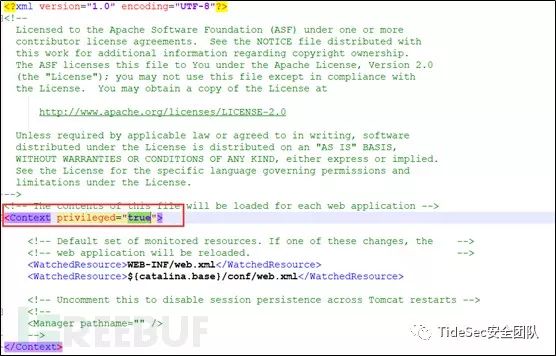 <?xml version="1.0" encoding="UTF-8"?>
<!--
Licensed to the Apache Software Foundation (ASF) under one or more
contributor license agreements.  See the NOTICE file distributed with
this work for additional information regarding copyright ownership.
The ASF licenses this file to You under the Apache License, Version 2.0
(the "License"); you may not use this file except in compliance with
the License.  You may obtain a copy of the License at
http://www.apache.org/licenses/LICENSE-2.0
Unless required by applicable law or agreed to in writing, software
distributed under the License is distributed on an "AS IS" BASIS,
WITHOUT WARRANTIES OR CONDITIONS OF ANY KIND, either express or implied.
See the License for the specific language governing permissions and
limitations under the License.
-->
<!-- The contents of this file will be loaded for each web application -->
<Context privileged="true">
<!-- Default set of monitored resources. If one of these changes, the    -->
<!-- web application will be reloaded.                                   -->
<WatchedResource>WEB-INF/web.xml</WatchedResource>
<WatchedResource>${catalina.base}/conf/web.xml</WatchedResource>
<!-- Uncomment this to disable session persistence across Tomcat restarts -->
<!--
<Manager pathname="" />
-->
</Context>
FREEBUF
TideSec安全团队